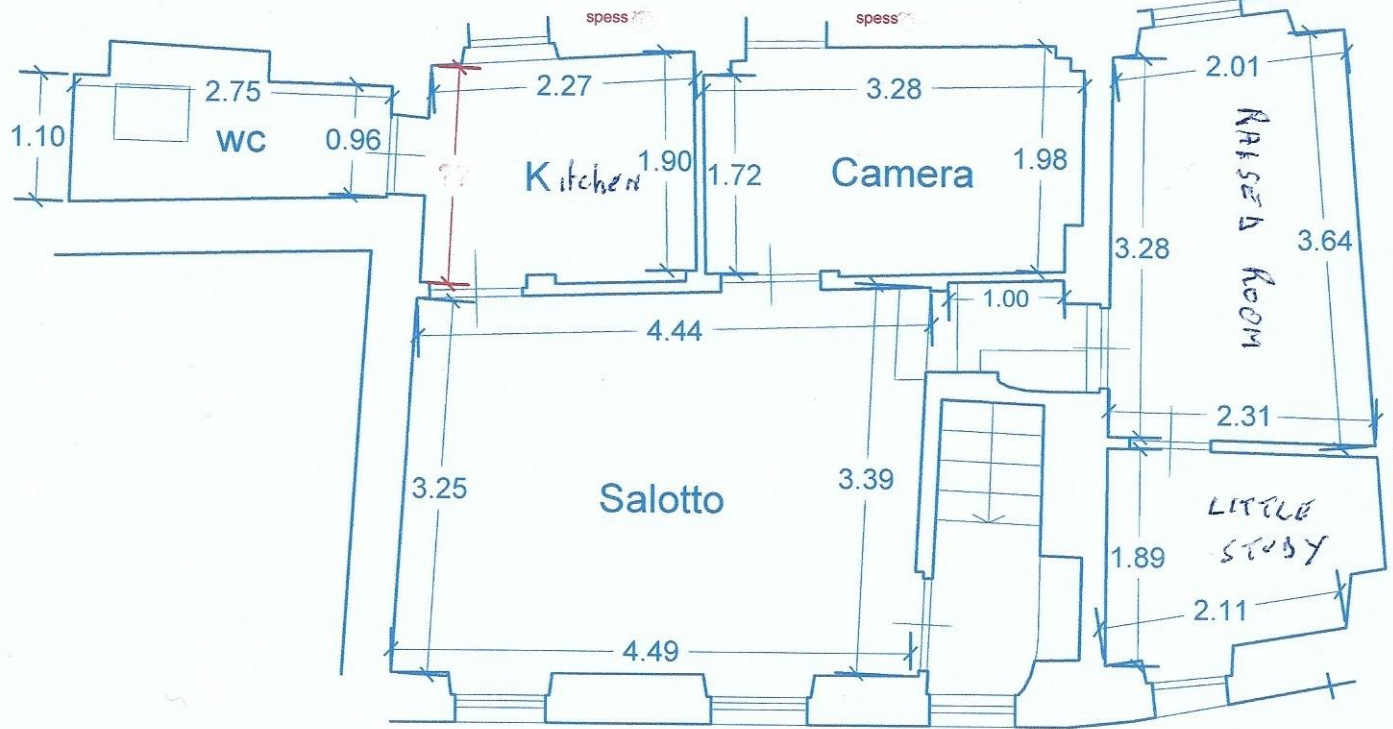 spess
spess
2.75
2.27
3.28
2.01
1.10
WC
0.96
Kitchen
1.90
1.72
Camera
1.98
RAISED ROOM
3.28
3.64
4.44
1.00
2.31
3.25
Salotto
3.39
LITTLE
STUDY
1.89
2.11
4.49